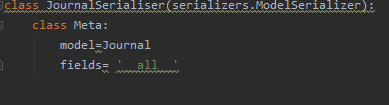 class JournalSerialiser(serializers.ModelSerializer):
    class Meta:
        model=Journal
        fields= '__all__'